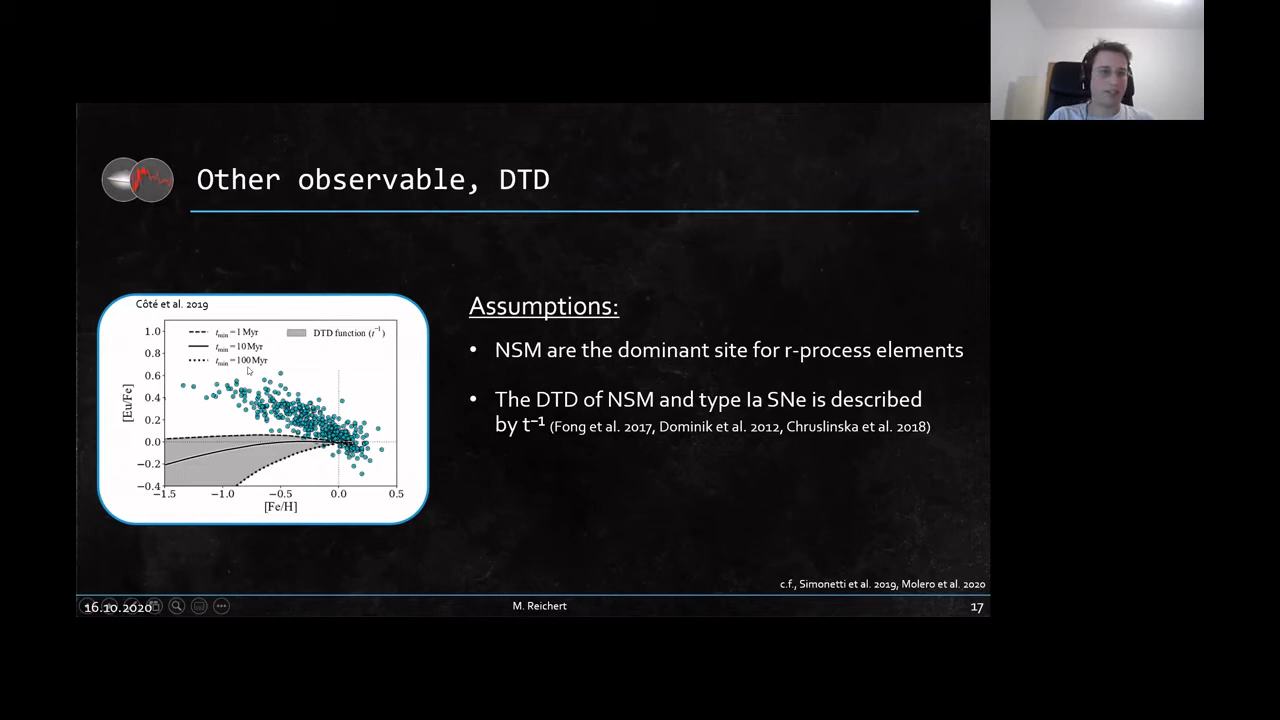 Other observable, DTD
Côté et al. 2019
t_min = 1 Myr
t_min = 10 Myr
t_min = 100 Myr
DTD function (t⁻¹)
1.0
0.8
0.6
0.4
0.2
0.0
−0.2
−0.4
[Eu/Fe]
−1.5 −1.0 −0.5 0.0 0.5
[Fe/H]
Assumptions:
• NSM are the dominant site for r-process elements
• The DTD of NSM and type Ia SNe is described
by t⁻¹ (Fong et al. 2017, Dominik et al. 2012, Chruslinska et al. 2018)
c.f., Simonetti et al. 2019, Molero et al. 2020
16.10.2020 M. Reichert 17